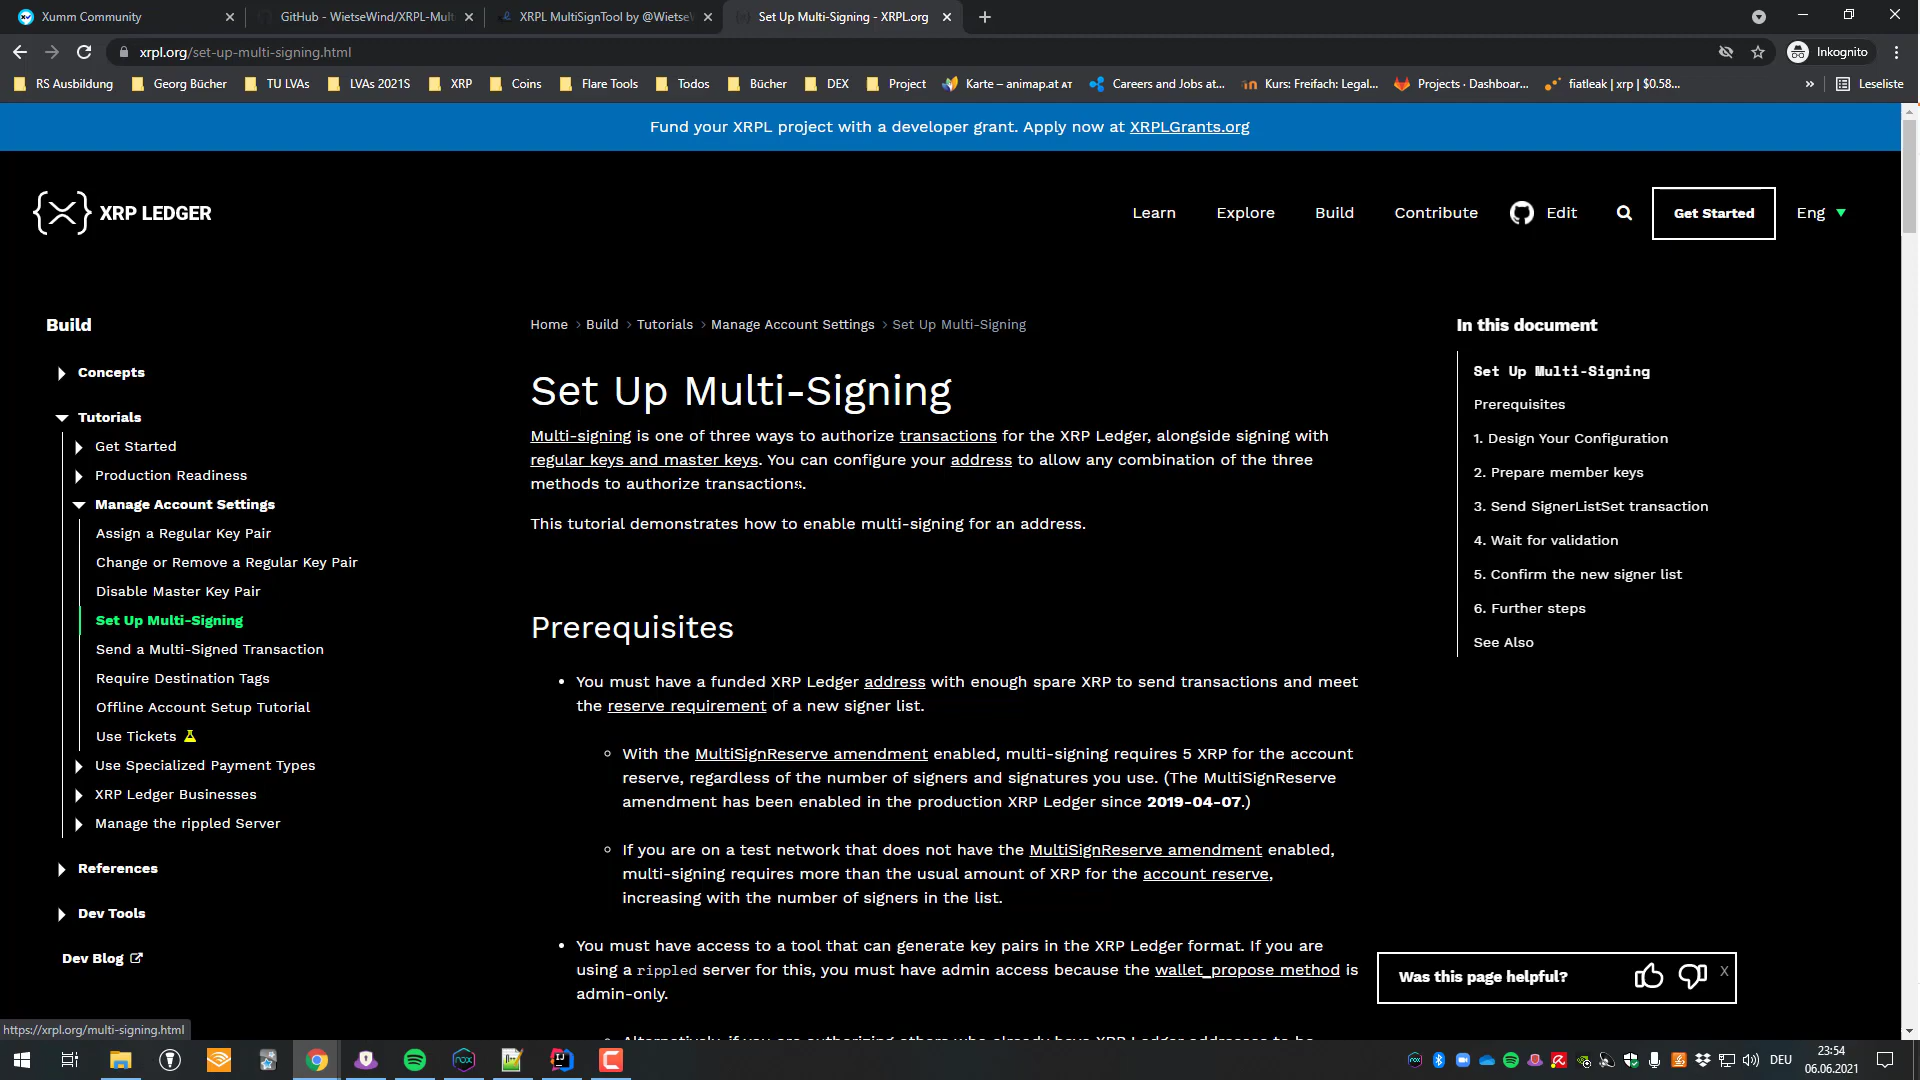 Xumm Community
GitHub - WietseWind/XRPL-Mult
XRPL MultiSignTool by @WietseW
Set Up Multi-Signing - XRPL.org
xrpl.org/set-up-multi-signing.html
Inkognito
RS Ausbildung
Georg Bücher
TU LVAs
LVAs 2021S
XRP
Coins
Flare Tools
Todos
Bücher
DEX
Project
Karte – animap.at AT
Careers and Jobs at...
Kurs: Freifach: Legal...
Projects · Dashboar...
fiatleak | xrp | $0.58...
»
Leseliste
Fund your XRPL project with a developer grant. Apply now at XRPLGrants.org
XRP LEDGER
Learn
Explore
Build
Contribute
Edit
Get Started
Eng
Build
Concepts
Tutorials
Get Started
Production Readiness
Manage Account Settings
Assign a Regular Key Pair
Change or Remove a Regular Key Pair
Disable Master Key Pair
Set Up Multi-Signing
Send a Multi-Signed Transaction
Require Destination Tags
Offline Account Setup Tutorial
Use Tickets
Use Specialized Payment Types
XRP Ledger Businesses
Manage the rippled Server
References
Dev Tools
Dev Blog
Home > Build > Tutorials > Manage Account Settings > Set Up Multi-Signing
Set Up Multi-Signing
Multi-signing is one of three ways to authorize transactions for the XRP Ledger, alongside signing with
regular keys and master keys. You can configure your address to allow any combination of the three
methods to authorize transactions.
This tutorial demonstrates how to enable multi-signing for an address.
Prerequisites
• You must have a funded XRP Ledger address with enough spare XRP to send transactions and meet
the reserve requirement of a new signer list.
◦ With the MultiSignReserve amendment enabled, multi-signing requires 5 XRP for the account
reserve, regardless of the number of signers and signatures you use. (The MultiSignReserve
amendment has been enabled in the production XRP Ledger since 2019-04-07.)
◦ If you are on a test network that does not have the MultiSignReserve amendment enabled,
multi-signing requires more than the usual amount of XRP for the account reserve,
increasing with the number of signers in the list.
• You must have access to a tool that can generate key pairs in the XRP Ledger format. If you are
using a rippled server for this, you must have admin access because the wallet_propose method is
admin-only.
Alternatively, if you are authorizing others who already have XRP Ledger addresses to be
In this document
Set Up Multi-Signing
Prerequisites
1. Design Your Configuration
2. Prepare member keys
3. Send SignerListSet transaction
4. Wait for validation
5. Confirm the new signer list
6. Further steps
See Also
Was this page helpful?
X
https://xrpl.org/multi-signing.html
DEU
23:54
06.06.2021